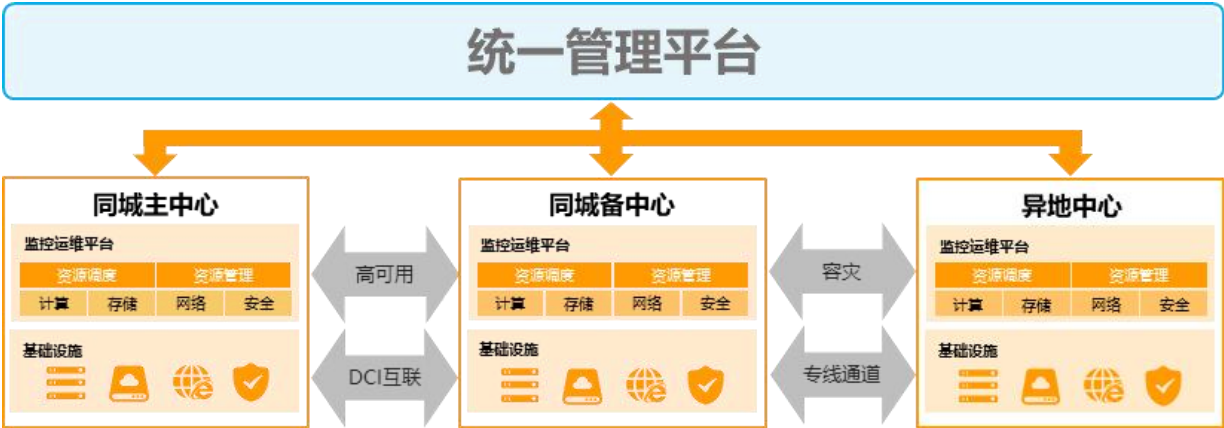 统一管理平台
同城主中心
监控运维平台
资源调度 资源管理
计算 存储 网络 安全
基础设施
高可用
DCI互联
同城备中心
监控运维平台
资源调度 资源管理
计算 存储 网络 安全
基础设施
容灾
专线通道
异地中心
监控运维平台
资源调度 资源管理
计算 存储 网络 安全
基础设施